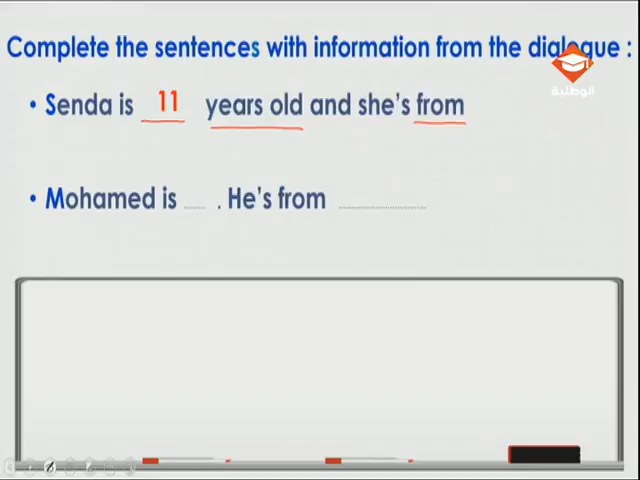 Complete the sentences with information from the dialogue :
الوطنية
• Senda is 11 years old and she's from
• Mohamed is ...... . He's from ........................